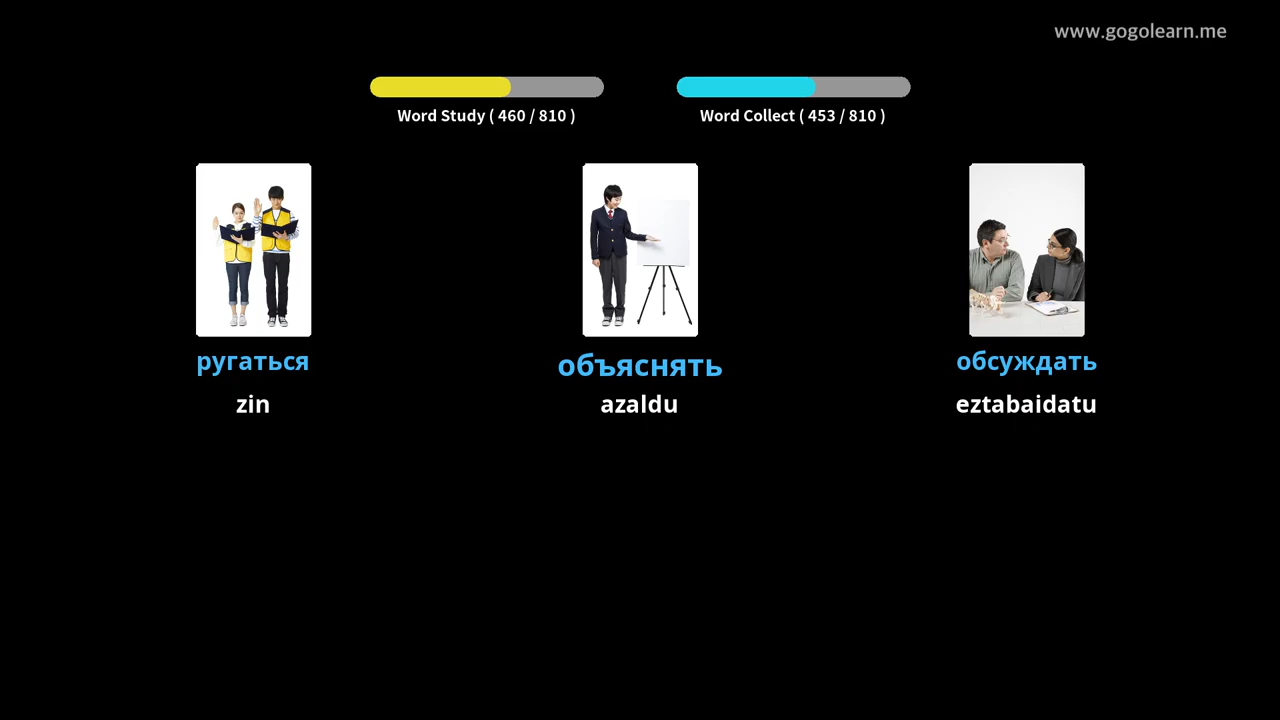 www.gogolearn.me
Word Study ( 460 / 810 )
Word Collect ( 453 / 810 )
ругаться
объяснять
обсуждать
zin
azaldu
eztabaidatu